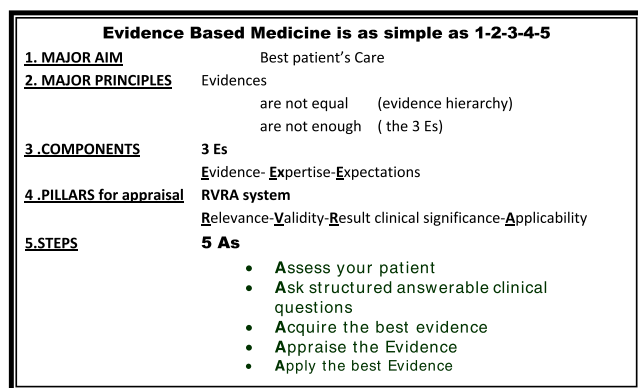 Evidence Based Medicine is as simple as 1-2-3-4-5
1. MAJOR AIM Best patient's Care
2. MAJOR PRINCIPLES Evidences
are not equal (evidence hierarchy)
are not enough ( the 3 Es)
3 .COMPONENTS 3 Es
Evidence- Expertise-Expectations
4 .PILLARS for appraisal RVRA system
Relevance-Validity-Result clinical significance-Applicability
5.STEPS 5 As
• Assess your patient
• Ask structured answerable clinical
questions
• Acquire the best evidence
• Appraise the Evidence
• Apply the best Evidence